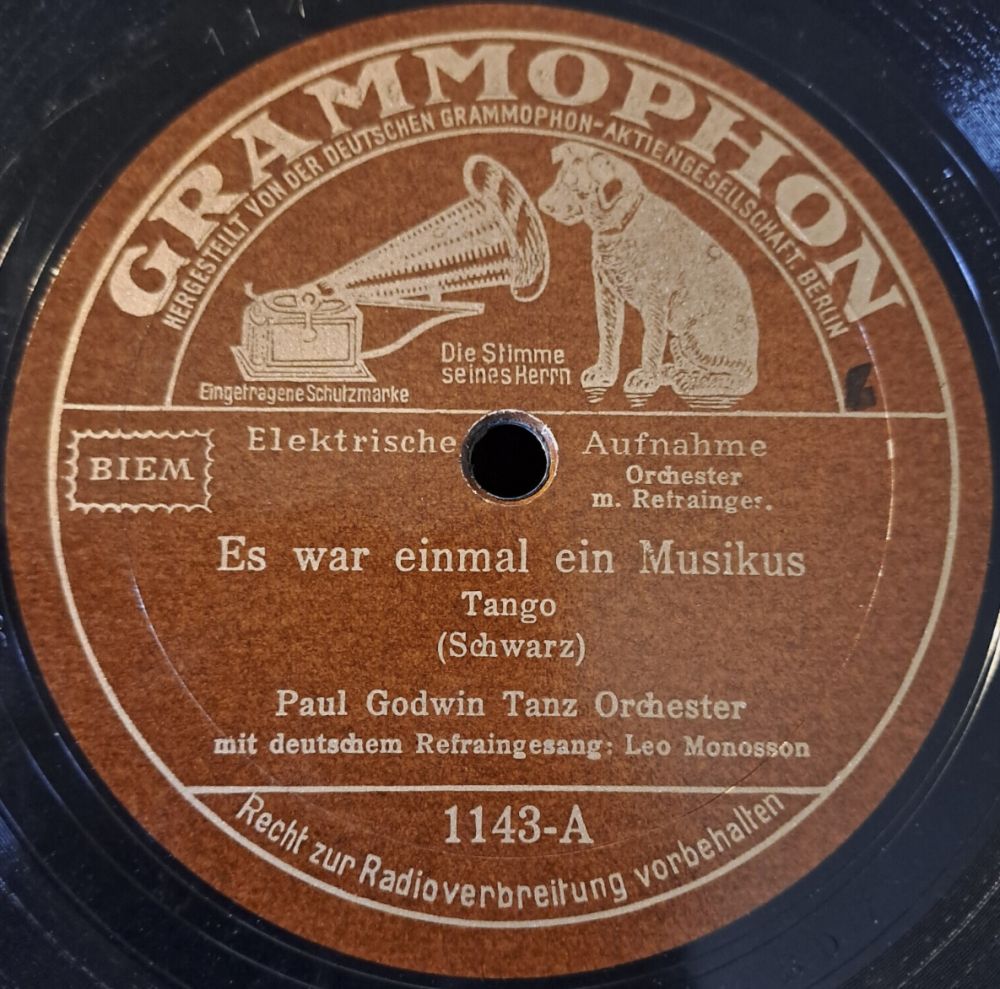 GRAMMOPHON
HERGESTELLT VON DER DEUTSCHEN GRAMMOPHON-AKTIENGESELLSCHAFT. BERLIN
Die Stimme
seines Herrn
Eingetragene Schutzmarke
BIEM
Elektrische Aufnahme
Orchester
m. Refrainges.
Es war einmal ein Musikus
Tango
(Schwarz)
Paul Godwin Tanz Orchester
mit deutschem Refraingesang: Leo Monosson
1143-A
Recht zur Radioverbreitung vorbehalten